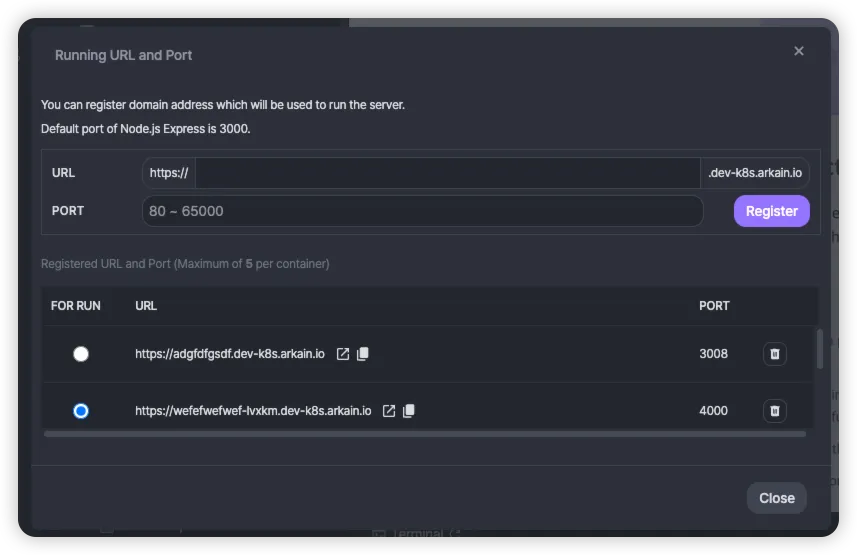 Running URL and Port
You can register domain address which will be used to run the server.
Default port of Node.js Express is 3000.
URL https:// .dev-k8s.arkain.io
PORT 80 ~ 65000 Register
Registered URL and Port (Maximum of 5 per container)
FOR RUN URL PORT
https://adgfdfgsdf.dev-k8s.arkain.io 3008
https://wefefwefwef-lvxkm.dev-k8s.arkain.io 4000
Close
Terminal